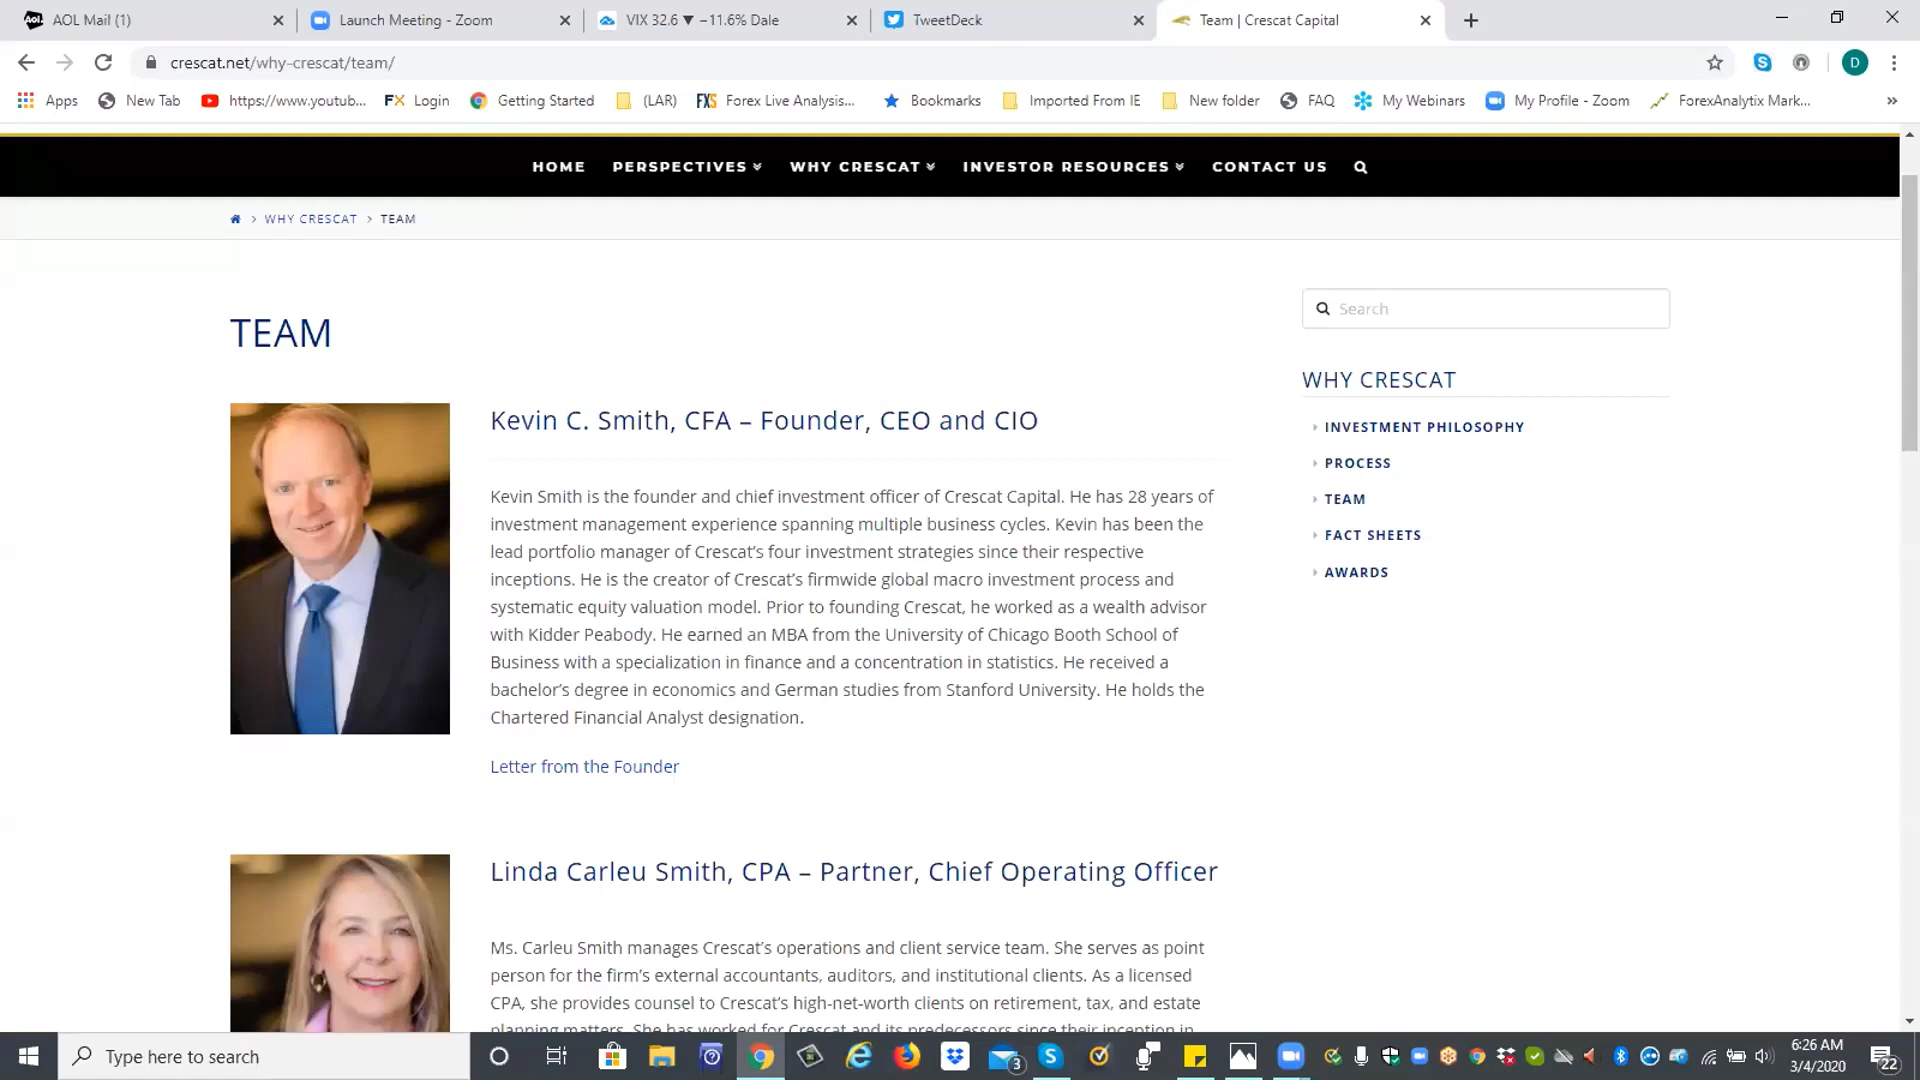 AOL Mail (1)
Launch Meeting - Zoom
VIX 32.6 ▼ −11.6% Dale
TweetDeck
Team | Crescat Capital
crescat.net/why-crescat/team/
D
Apps
New Tab
https://www.youtub...
FX Login
Getting Started
(LAR)
FXS Forex Live Analysis...
Bookmarks
Imported From IE
New folder
FAQ
My Webinars
My Profile - Zoom
ForexAnalytix Mark...
»
HOME
PERSPECTIVES
WHY CRESCAT
INVESTOR RESOURCES
CONTACT US
WHY CRESCAT > TEAM
TEAM
Kevin C. Smith, CFA – Founder, CEO and CIO
Kevin Smith is the founder and chief investment officer of Crescat Capital. He has 28 years of
investment management experience spanning multiple business cycles. Kevin has been the
lead portfolio manager of Crescat's four investment strategies since their respective
inceptions. He is the creator of Crescat's firmwide global macro investment process and
systematic equity valuation model. Prior to founding Crescat, he worked as a wealth advisor
with Kidder Peabody. He earned an MBA from the University of Chicago Booth School of
Business with a specialization in finance and a concentration in statistics. He received a
bachelor's degree in economics and German studies from Stanford University. He holds the
Chartered Financial Analyst designation.
Letter from the Founder
Linda Carleu Smith, CPA – Partner, Chief Operating Officer
Ms. Carleu Smith manages Crescat's operations and client service team. She serves as point
person for the firm's external accountants, auditors, and institutional clients. As a licensed
CPA, she provides counsel to Crescat's high-net-worth clients on retirement, tax, and estate
planning matters. She has worked for Crescat and its predecessors since their inception in
Search
WHY CRESCAT
INVESTMENT PHILOSOPHY
PROCESS
TEAM
FACT SHEETS
AWARDS
Type here to search
3
6:26 AM
3/4/2020
22